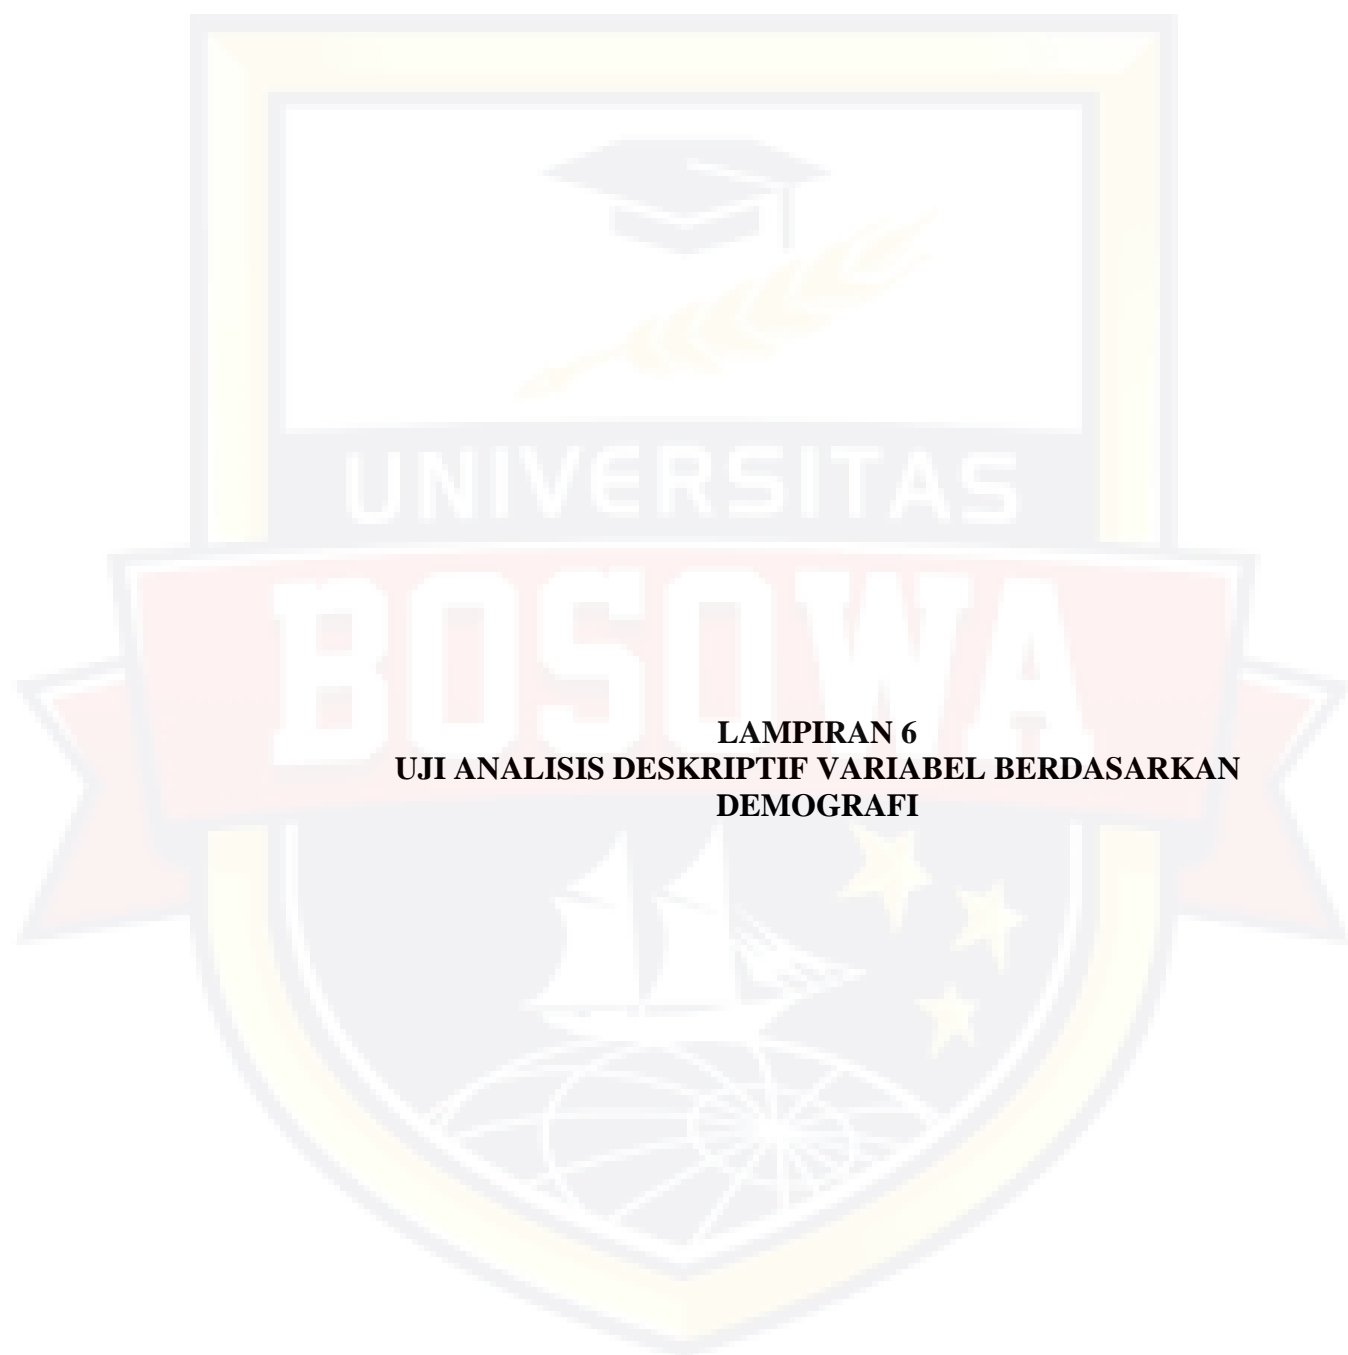 UNIVERSITAS
BOSOWA
LAMPIRAN 6
UJI ANALISIS DESKRIPTIF VARIABEL BERDASARKAN
DEMOGRAFI